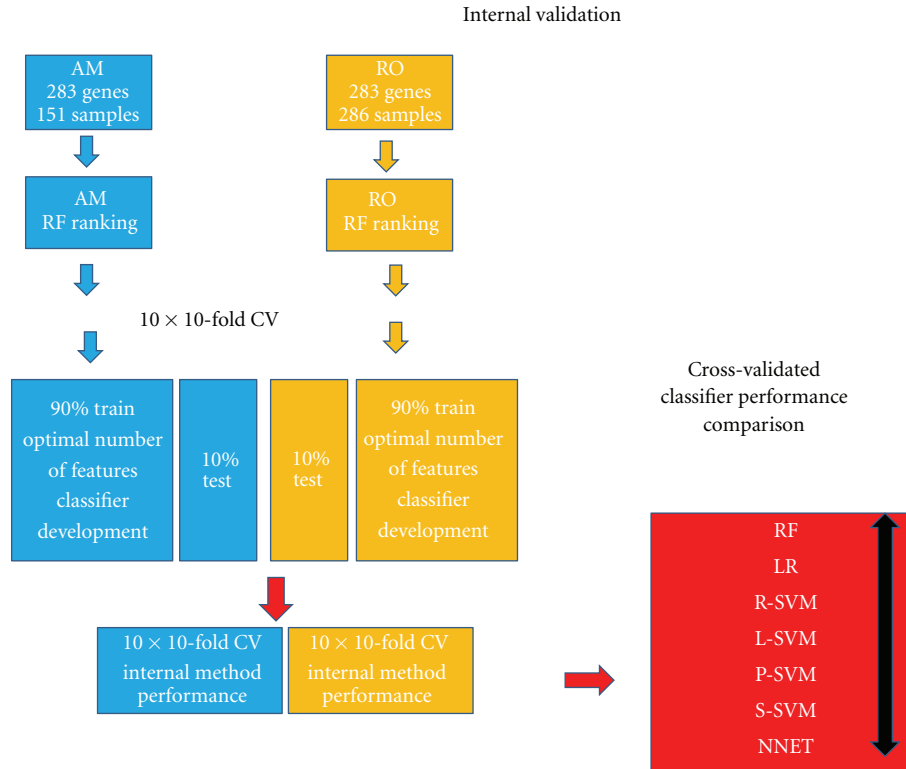 Internal validation
AM
283 genes
151 samples
RO
283 genes
286 samples
AM
RF ranking
RO
RF ranking
10 × 10-fold CV
90% train
optimal number
of features
classifier
development
10%
test
10%
test
90% train
optimal number
of features
classifier
development
10 × 10-fold CV
internal method
performance
10 × 10-fold CV
internal method
performance
Cross-validated
classifier performance
comparison
RF
LR
R-SVM
L-SVM
P-SVM
S-SVM
NNET